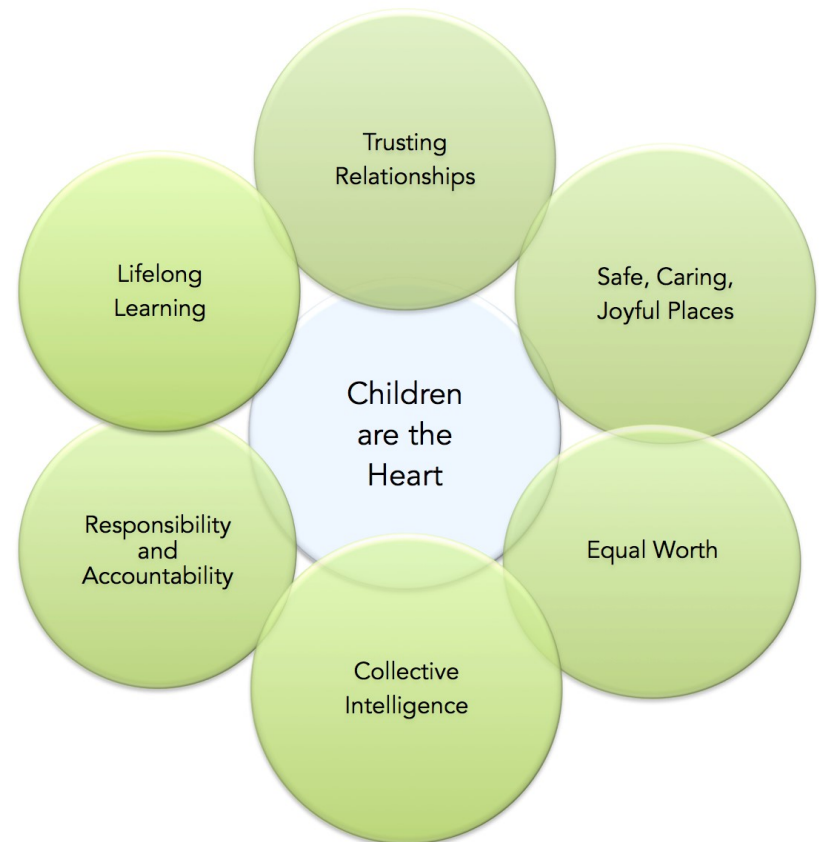 Trusting
Relationships
Safe, Caring,
Joyful Places
Equal Worth
Collective
Intelligence
Responsibility
and
Accountability
Lifelong
Learning
Children
are the
Heart